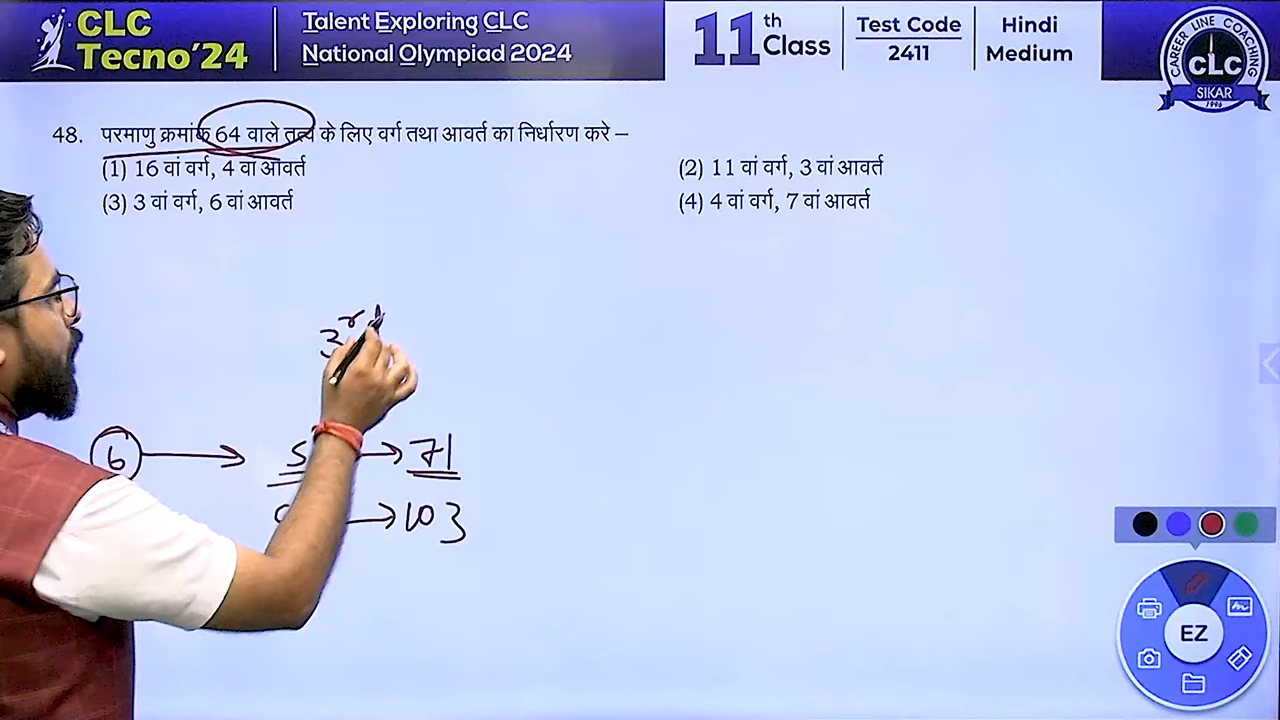 CLC
Tecno'24
Talent Exploring CLC
National Olympiad 2024
11th Class
Test Code
2411
Hindi
Medium
CAREER LINE COACHING
CLC
SIKAR
1996
48. परमाणु क्रमांक 64 वाले तत्व के लिए वर्ग तथा आवर्त का निर्धारण करे –
(1) 16 वां वर्ग, 4 वा आवर्त
(2) 11 वां वर्ग, 3 वां आवर्त
(3) 3 वां वर्ग, 6 वां आवर्त
(4) 4 वां वर्ग, 7 वां आवर्त
6 → 5 → 71
→ 103
EZ